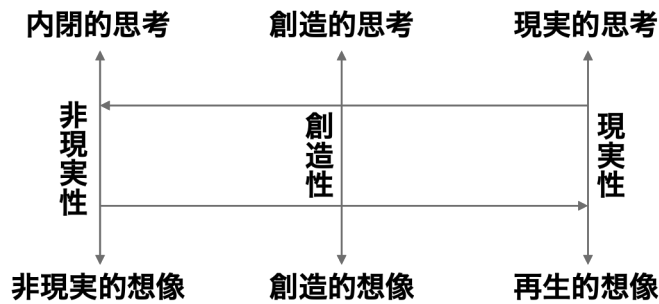 内閉的思考
創造的思考
現実的思考
非現実性
創造性
現実性
非現実的想像
創造的想像
再生的想像